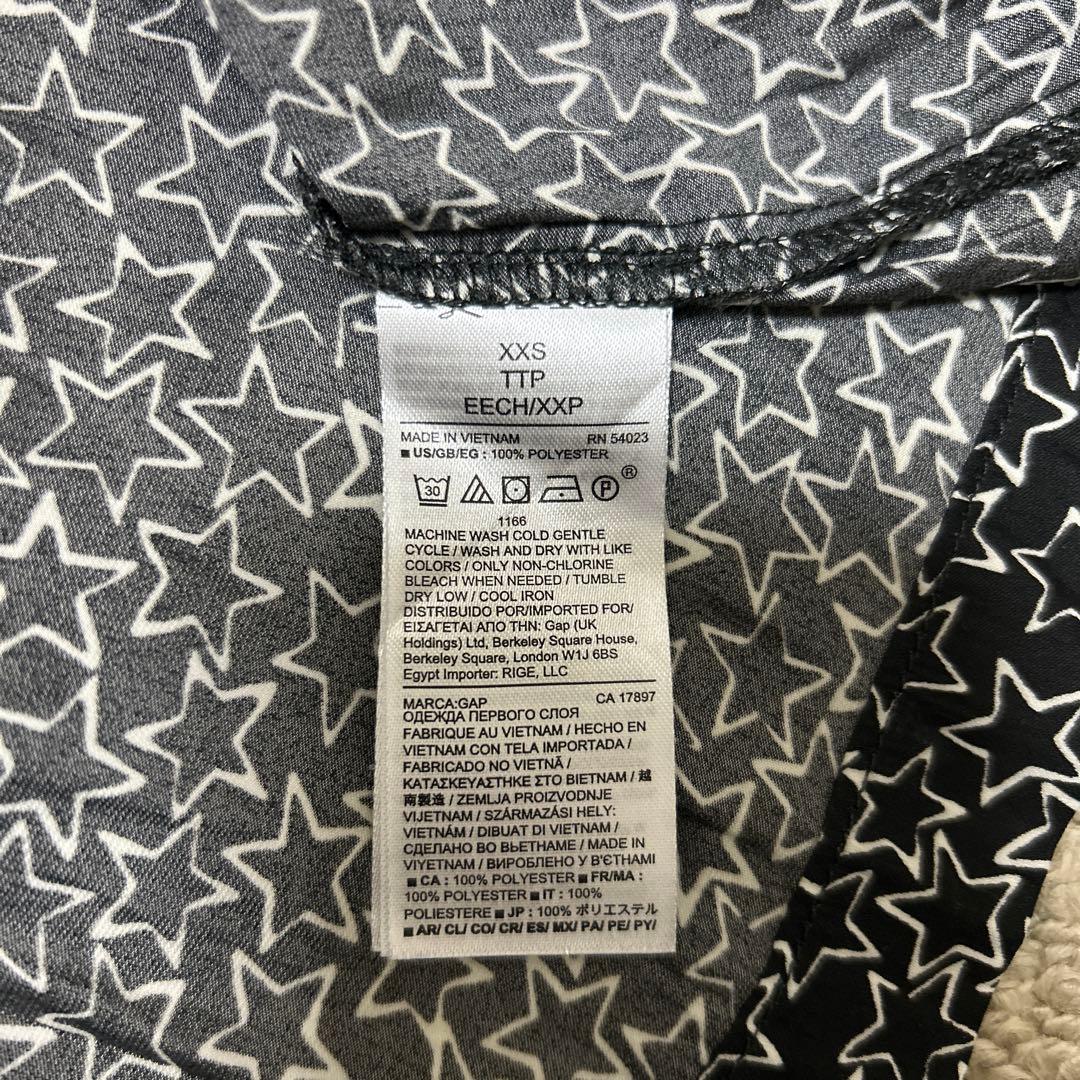 XXS
TTP
EECH/XXP
MADE IN VIETNAM RN 54023
■ US/GB/EG : 100% POLYESTER
30 P ®
1166
MACHINE WASH COLD GENTLE
CYCLE / WASH AND DRY WITH LIKE
COLORS / ONLY NON-CHLORINE
BLEACH WHEN NEEDED / TUMBLE
DRY LOW / COOL IRON
DISTRIBUIDO POR/IMPORTED FOR/
ΕΙΣΑΓΕΤΑΙ ΑΠΟ ΤΗΝ: Gap (UK
Holdings) Ltd, Berkeley Square House,
Berkeley Square, London W1J 6BS
Egypt Importer: RIGE, LLC
MARCA:GAP CA 17897
ОДЕЖДА ПЕРВОГО СЛОЯ
FABRIQUE AU VIETNAM / HECHO EN
VIETNAM CON TELA IMPORTADA /
FABRICADO NO VIETNÃ /
ΚΑΤΑΣΚΕΥΑΣΤΗΚΕ ΣΤΟ ΒΙΕΤΝΑΜ / 越
南製造 / ZEMLJA PROIZVODNJE
VIJETNAM / SZÁRMAZÁSI HELY:
VIETNÁM / DIBUAT DI VIETNAM /
СДЕЛАНО ВО ВЬЕТНАМЕ / MADE IN
VIYETNAM / ВИРОБЛЕНО У В'ЄТНАМІ
■ CA : 100% POLYESTER ■ FR/MA :
100% POLYESTER ■ IT : 100%
POLIESTERE ■ JP : 100% ポリエステル
■ AR/ CL/ CO/ CR/ ES/ MX/ PA/ PE/ PY/